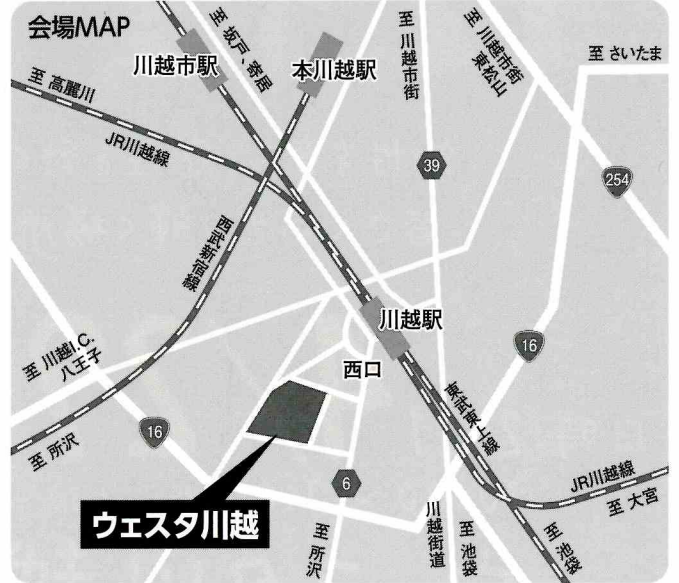 会場MAP
至 坂戸、寄居
川越市駅
本川越駅
至 川越市街
至 川越市街
東松山
至 さいたま
至 高麗川
JR川越線
39
254
西武新宿線
川越駅
西口
16
至 川越I.C.
八王子
至 所沢
16
東武東上線
6
JR川越線
至 大宮
ウェスタ川越
至 所沢
川越街道
至 池袋
至 池袋